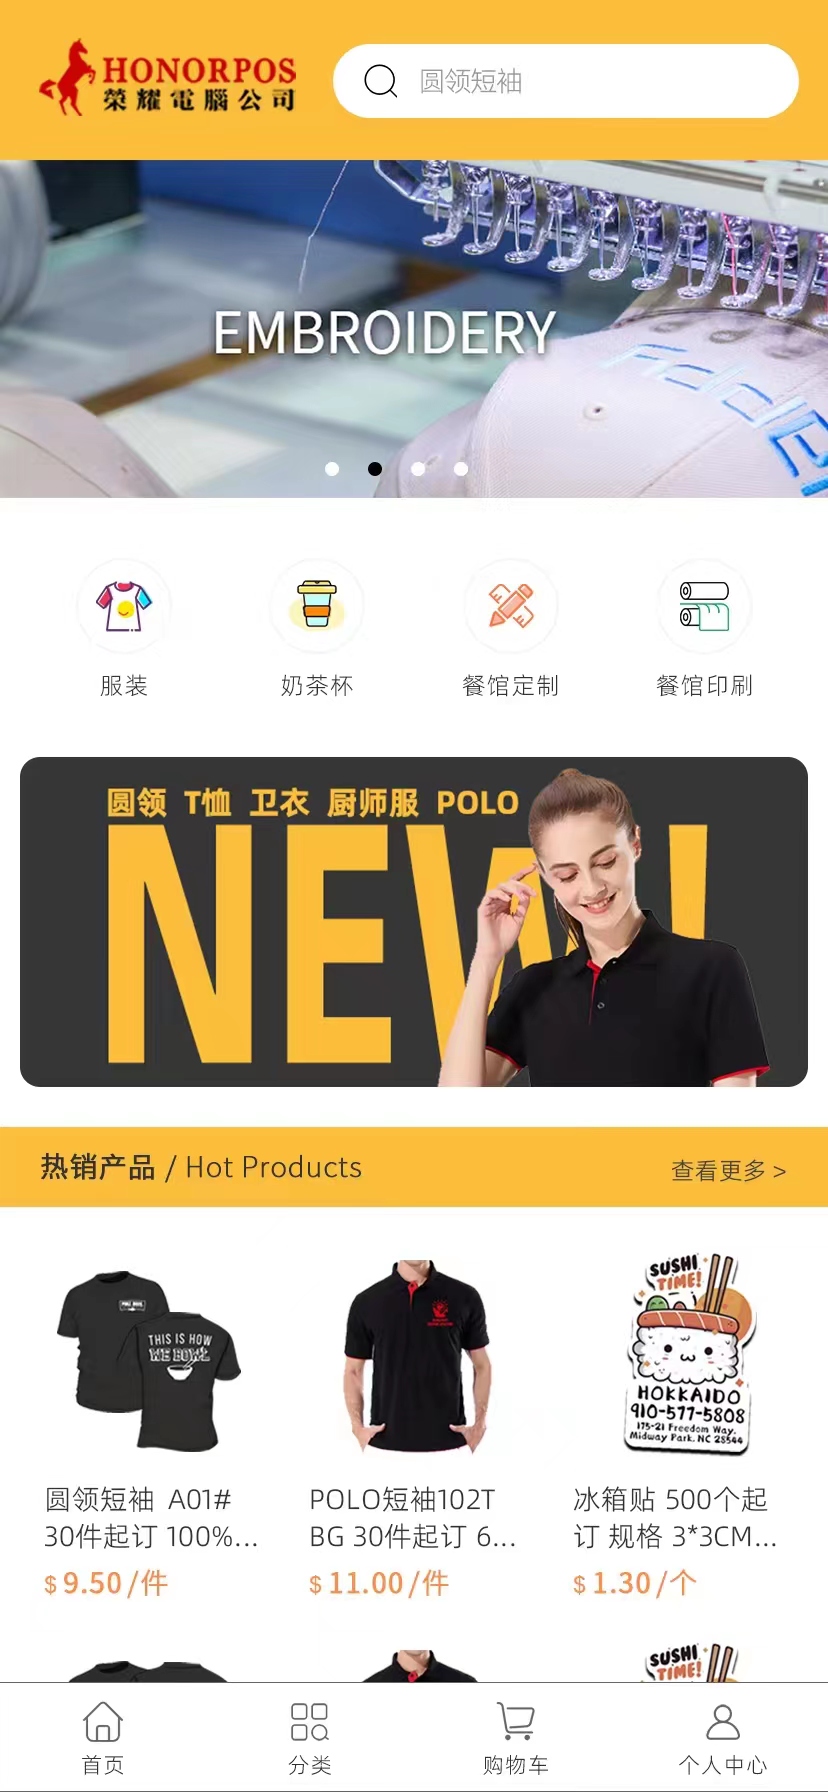 HONORPOS
榮耀電腦公司
圆领短袖
EMBROIDERY
服装
奶茶杯
餐馆定制
餐馆印刷
圆领 T恤 卫衣 厨师服 POLO
NEW!
热销产品 / Hot Products
查看更多 >
THIS IS HOW
WE BOWL
SUSHI
TIME!
HOKKAIDO
910-577-5808
175-21 Freedom Way,
Midway Park, NC 28544
圆领短袖 A01#
30件起订 100%...
$ 9.50 /件
POLO短袖102T
BG 30件起订 6...
$ 11.00 /件
冰箱贴 500个起
订 规格 3*3CM...
$ 1.30 /个
SUSHI
TIME!
首页
分类
购物车
个人中心